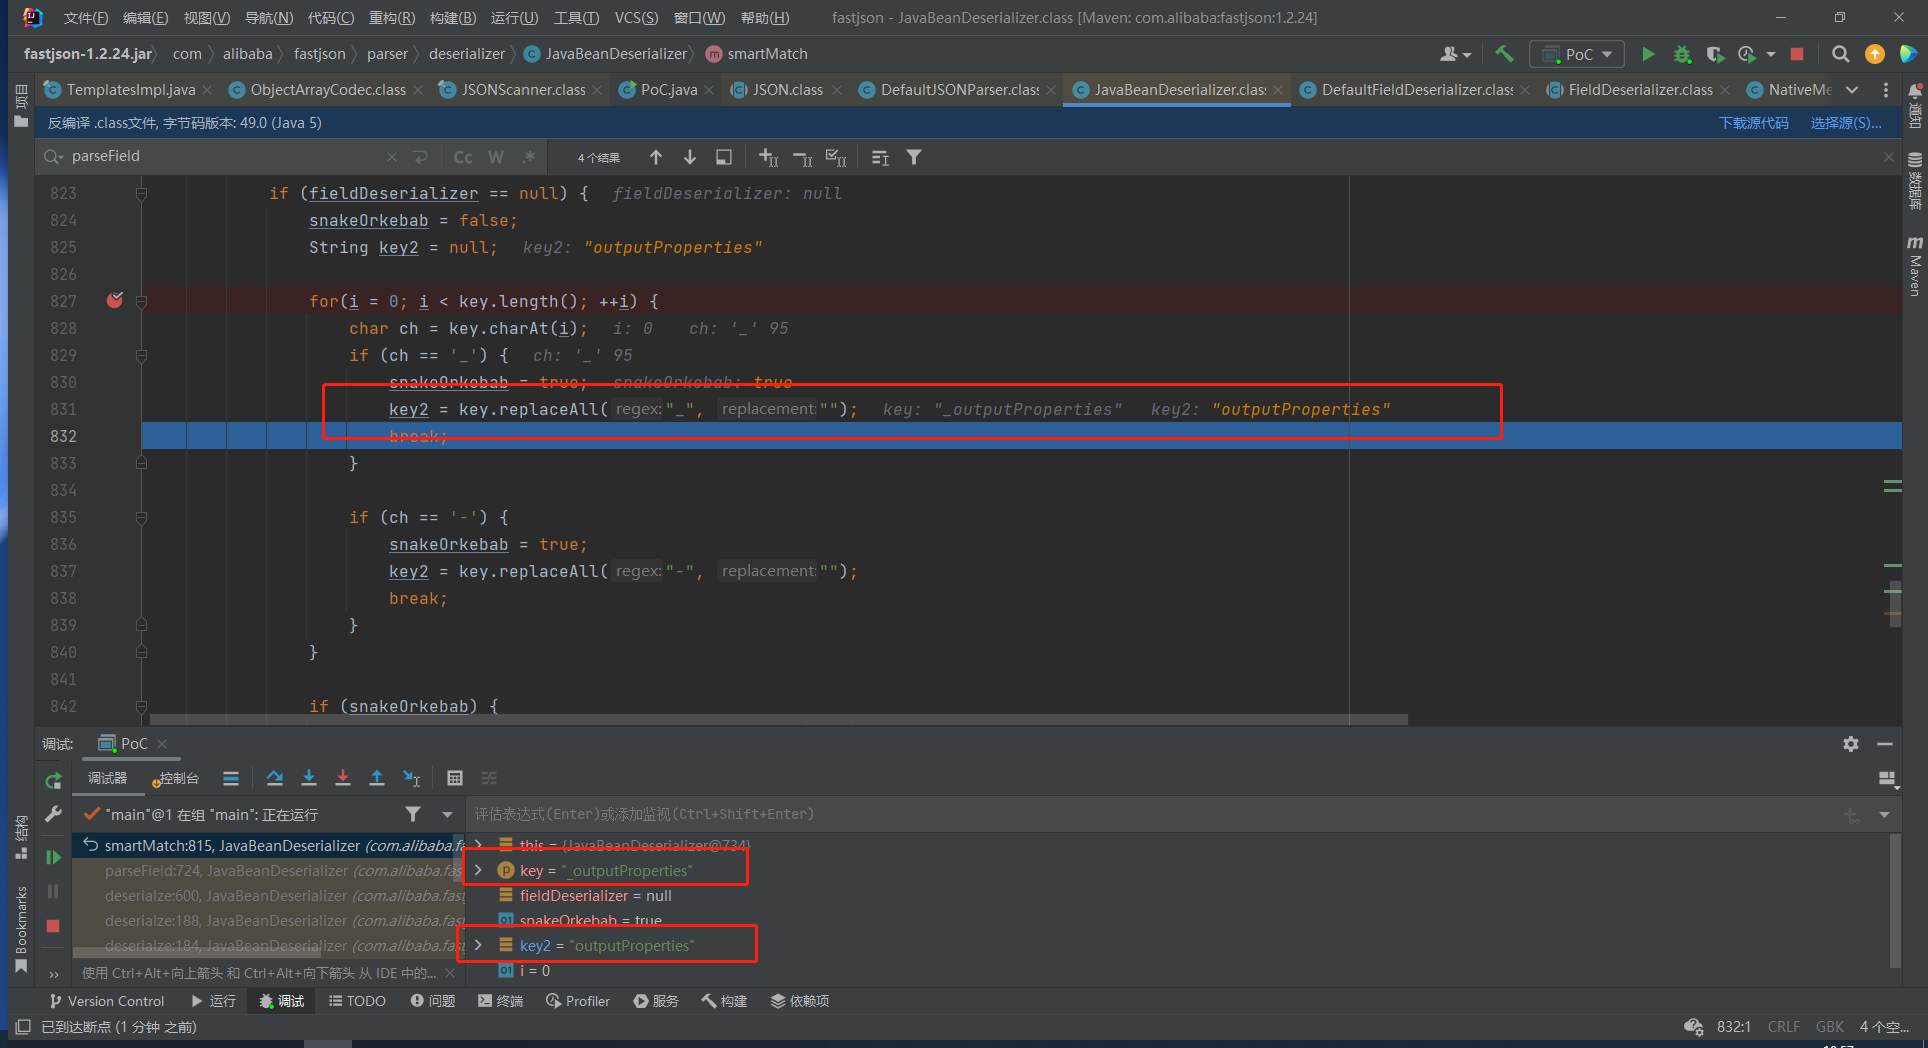 文件(F) 编辑(E) 视图(V) 导航(N) 代码(C) 重构(R) 构建(B) 运行(U) 工具(T) VCS(S) 窗口(W) 帮助(H) fastjson - JavaBeanDeserializer.class [Maven: com.alibaba:fastjson:1.2.24]
fastjson-1.2.24.jar com alibaba fastjson parser deserializer JavaBeanDeserializer smartMatch PoC
TemplatesImpl.java ObjectArrayCodec.class JSONScanner.class PoC.java JSON.class DefaultJSONParser.class JavaBeanDeserializer.class DefaultFieldDeserializer.class FieldDeserializer.class NativeMe
反编译 .class文件, 字节码版本: 49.0 (Java 5) 下载源代码 选择源(S)...
parseField Cc W .* 4 个结果
823 if (fieldDeserializer == null) { fieldDeserializer: null
824 snakeOrkebab = false;
825 String key2 = null; key2: "outputProperties"
826
827 for(i = 0; i < key.length(); ++i) {
828 char ch = key.charAt(i); i: 0 ch: '_' 95
829 if (ch == '_') { ch: '_' 95
830 snakeOrkebab = true; snakeOrkebab: true
831 key2 = key.replaceAll( regex: "_", replacement: ""); key: "_outputProperties" key2: "outputProperties"
832 break;
833 }
834
835 if (ch == '-') {
836 snakeOrkebab = true;
837 key2 = key.replaceAll( regex: "-", replacement: "");
838 break;
839 }
840 }
841
842 if (snakeOrkebab) {
项目
结构
Bookmarks
通知
数据库
Maven
调试: PoC
调试器 控制台
"main"@1 在组 "main": 正在运行
评估表达式(Enter)或添加监视(Ctrl+Shift+Enter)
smartMatch:815, JavaBeanDeserializer (com.alibaba.fa
parseField:724, JavaBeanDeserializer (com.alibaba.fas
deserialze:600, JavaBeanDeserializer (com.alibaba.fast
deserialze:188, JavaBeanDeserializer (com.alibaba.fast
deserialze:184, JavaBeanDeserializer (com.alibaba.fast
使用 Ctrl+Alt+向上箭头 和 Ctrl+Alt+向下箭头 从 IDE 中的...
this = {JavaBeanDeserializer@734}
key = "_outputProperties"
fieldDeserializer = null
snakeOrkebab = true
key2 = "outputProperties"
i = 0
Version Control 运行 调试 TODO 问题 终端 Profiler 服务 构建 依赖项
已到达断点 (1 分钟 之前) 832:1 CRLF GBK 4 个空...